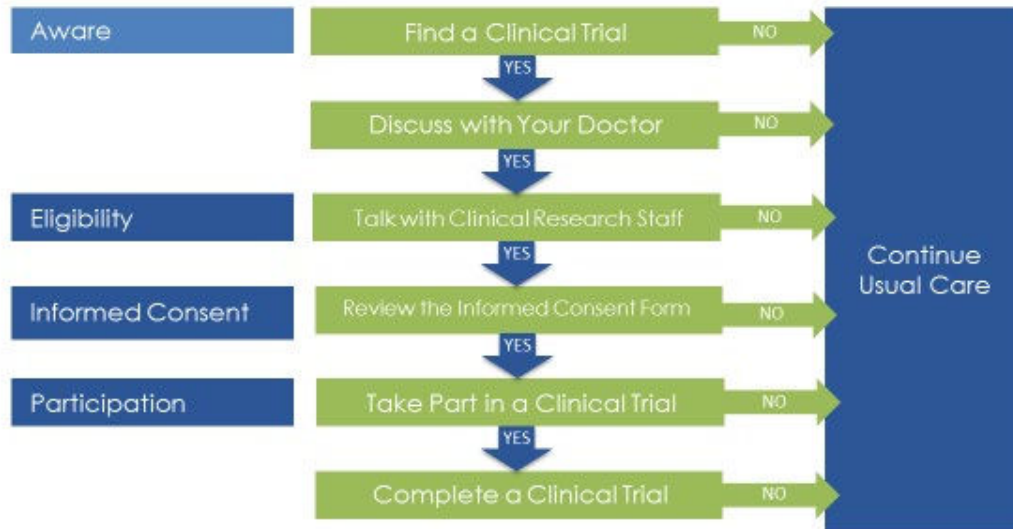 Aware
Find a Clinical Trial
NO
YES
Discuss with Your Doctor
NO
YES
Eligibility
Talk with Clinical Research Staff
NO
YES
Continue
Usual Care
Informed Consent
Review the Informed Consent Form
NO
YES
Participation
Take Part in a Clinical Trial
NO
YES
Complete a Clinical Trial
NO